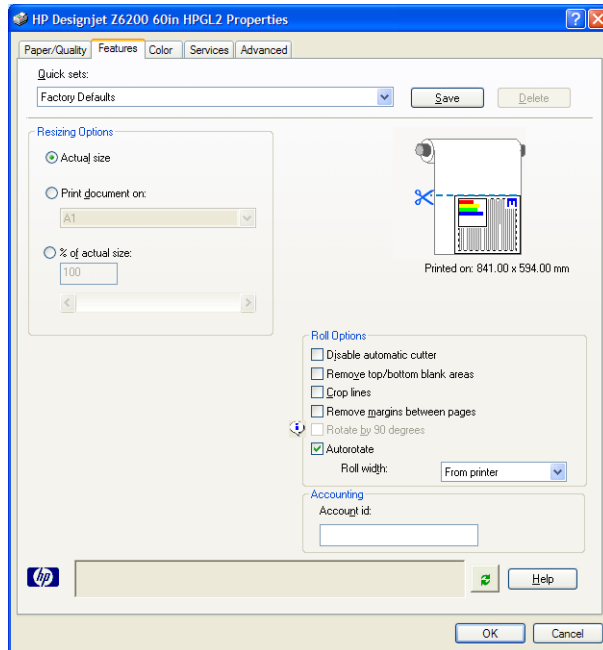 HP Designjet Z6200 60in HPGL2 Properties
Paper/Quality Features Color Services Advanced
Quick sets:
Factory Defaults Save Delete
Resizing Options
Actual size
Print document on:
A1
% of actual size:
100
Printed on: 841.00 x 594.00 mm
Roll Options
Disable automatic cutter
Remove top/bottom blank areas
Crop lines
Remove margins between pages
Rotate by 90 degrees
Autorotate
Roll width: From printer
Accounting
Account id:
hp Help
OK Cancel